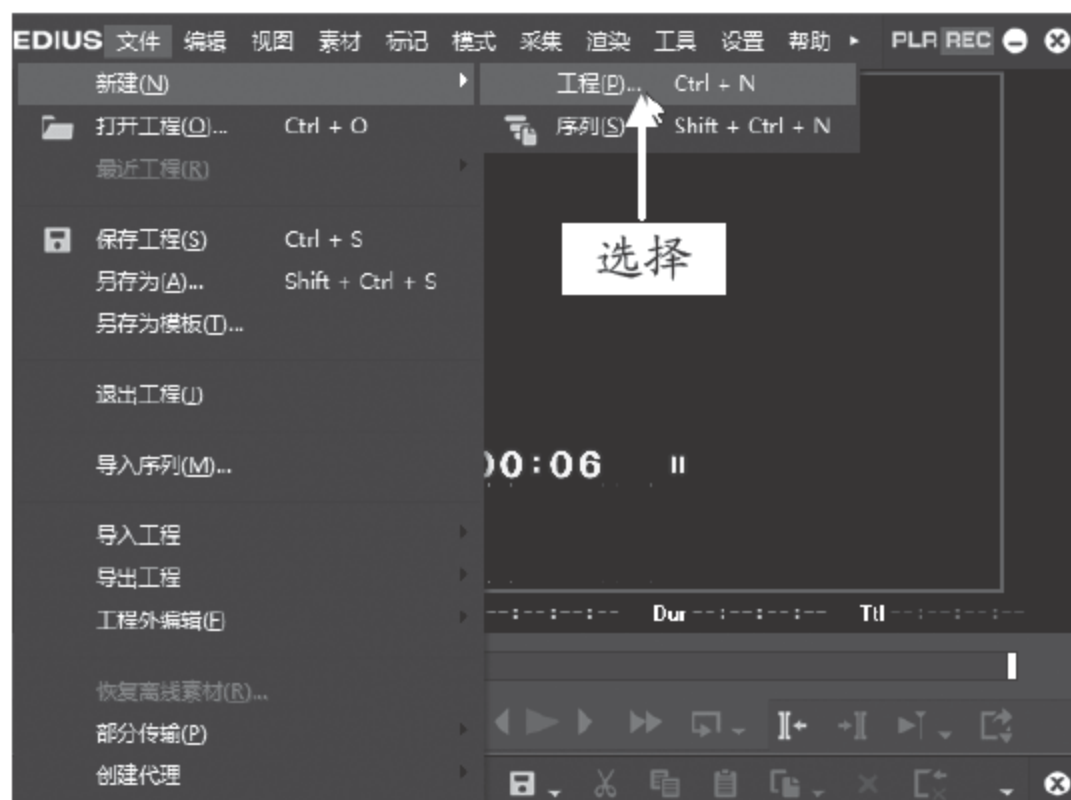 EDIUS 文件 编辑 视图 素材 标记 模式 采集 渲染 工具 设置 帮助 PLR REC
新建(N) 工程(P)... Ctrl + N
打开工程(O)... Ctrl + O 序列(S) Shift + Ctrl + N
最近工程(R)
保存工程(S) Ctrl + S
选择
另存为(A)... Shift + Ctrl + S
另存为模板(T)...
退出工程(J)
导入序列(M)... 00:06
导入工程
导出工程
工程外编辑(E) --:--:--:-- Dur --:--:--:-- Ttl --:--:--:--
恢复离线素材(R)...
部分传输(P)
创建代理